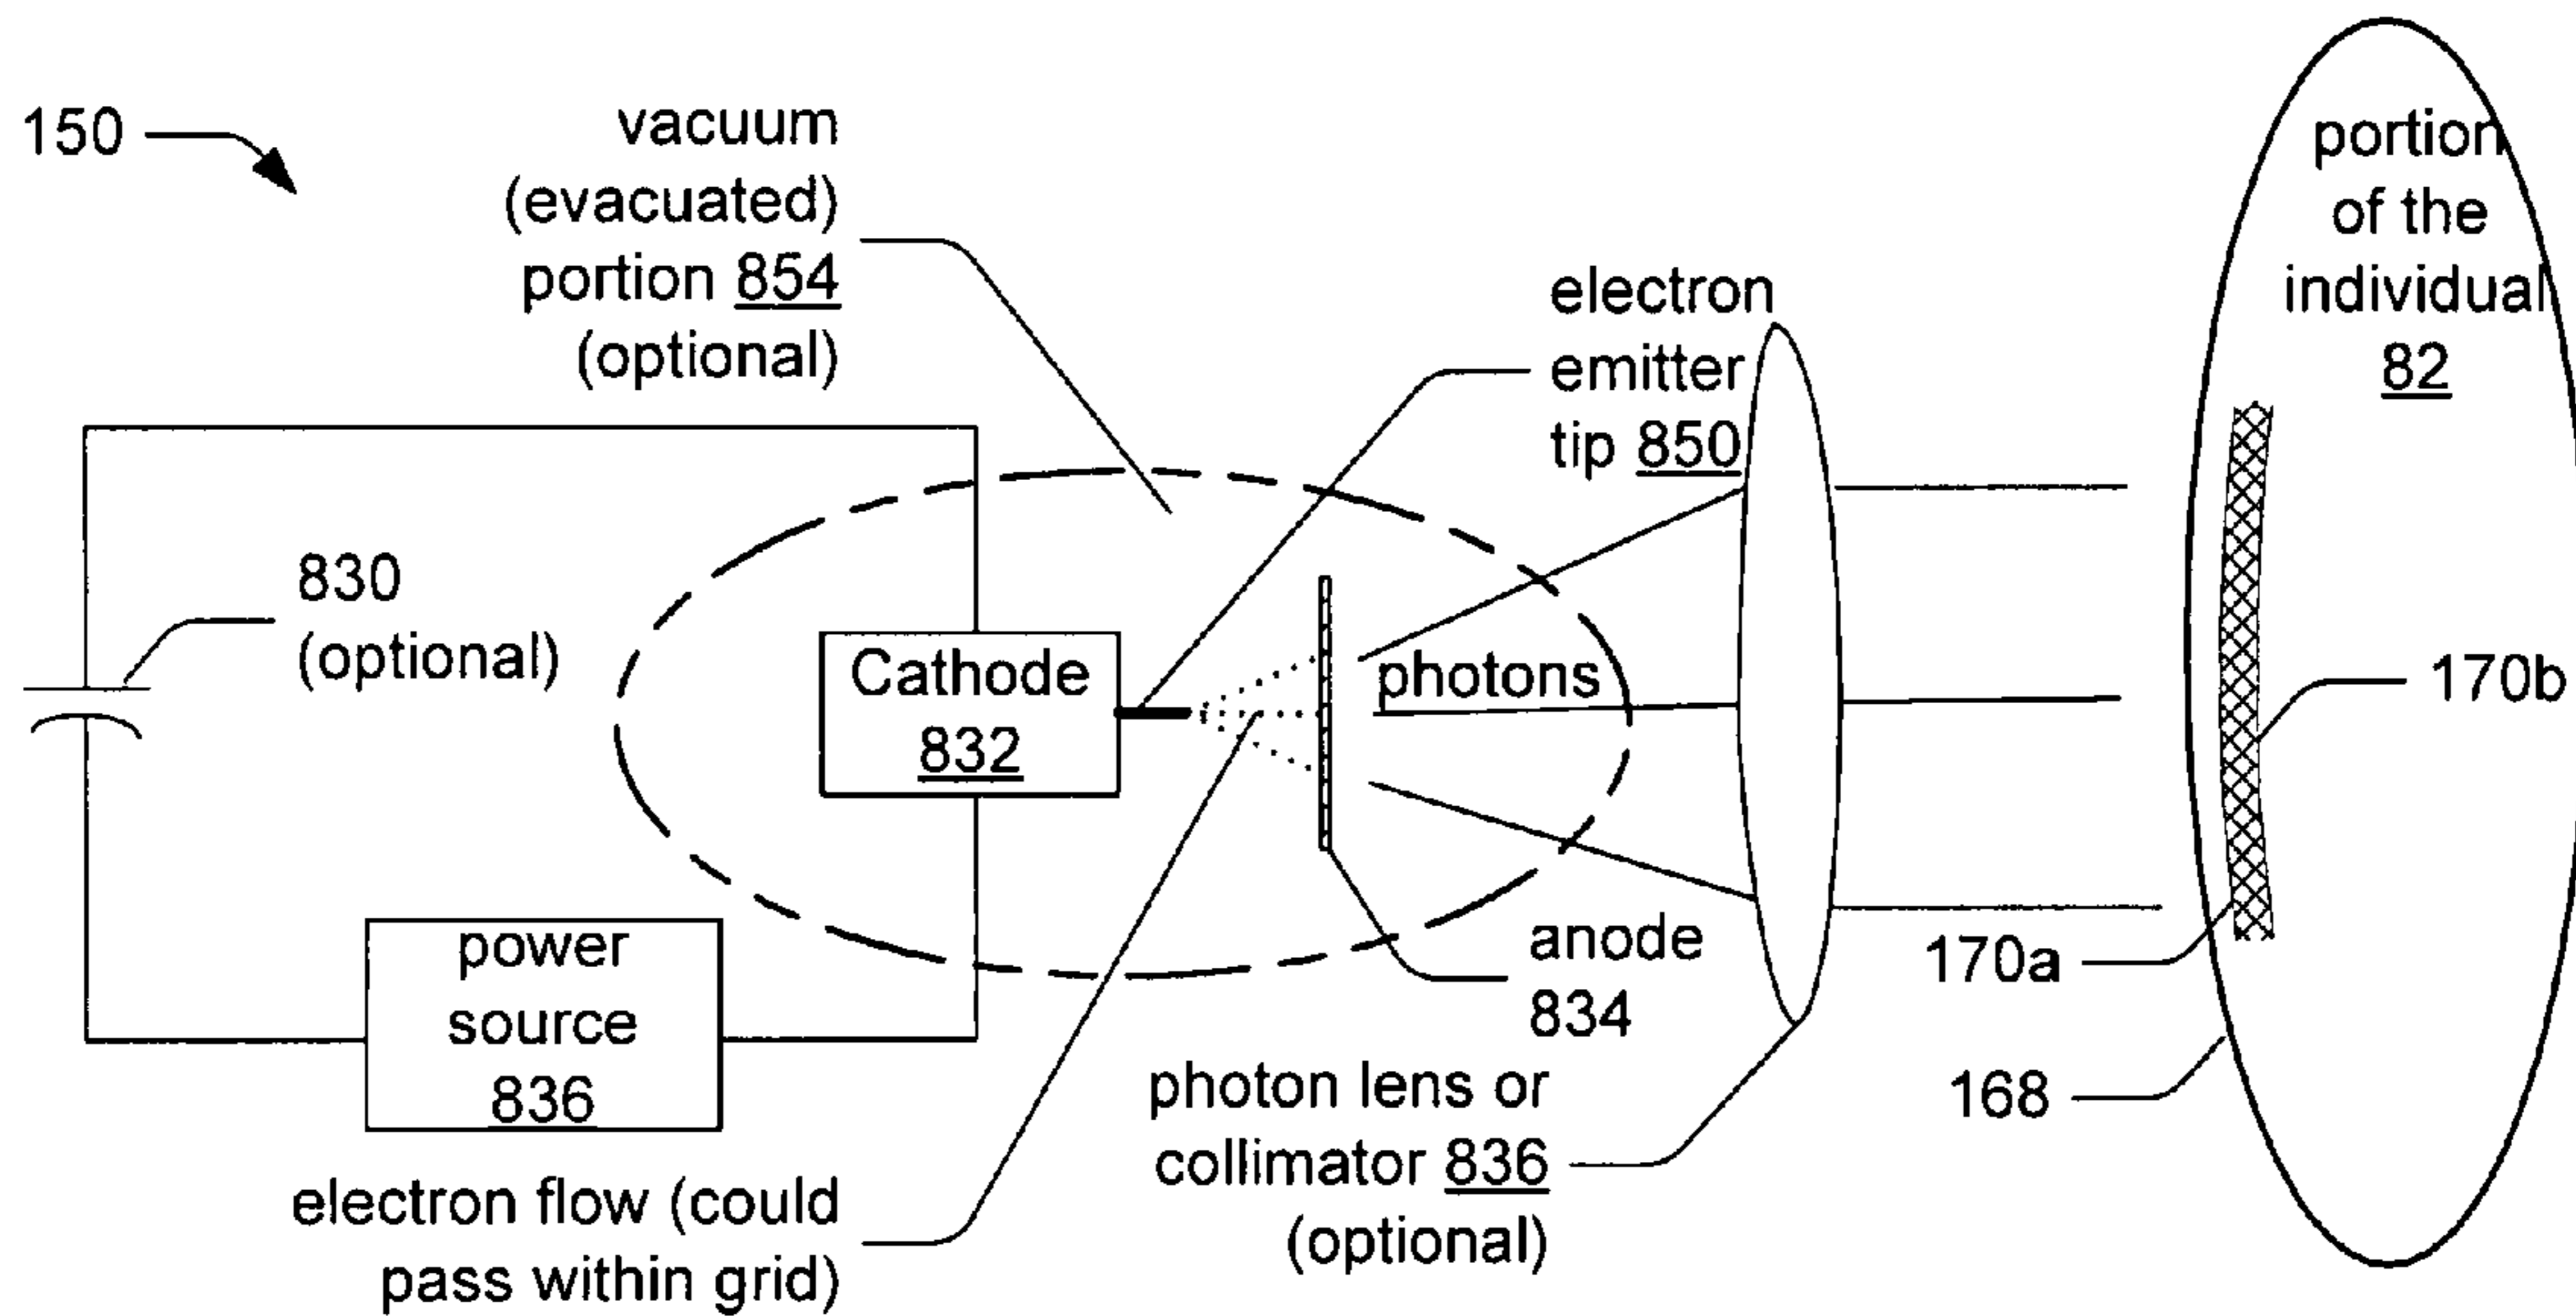 150
vacuum
(evacuated)
portion 854
(optional)
electron
emitter
tip 850
portion
of the
individual
82
830
(optional)
Cathode
832
photons
170b
power
source
836
anode
834
170a
168
photon lens or
collimator 836
(optional)
electron flow (could
pass within grid)